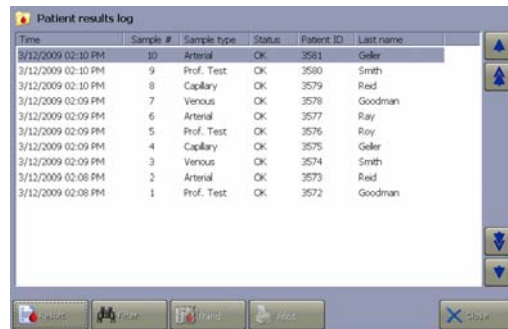 Patient results log
Time Sample # Sample type Status Patient ID Last name
3/12/2009 02:10 PM 10 Arterial OK 3581 Geller
3/12/2009 02:10 PM 9 Prof. Test OK 3580 Smith
3/12/2009 02:10 PM 8 Capillary OK 3579 Reid
3/12/2009 02:09 PM 7 Venous OK 3578 Goodman
3/12/2009 02:09 PM 6 Arterial OK 3577 Ray
3/12/2009 02:09 PM 5 Prof. Test OK 3576 Roy
3/12/2009 02:09 PM 4 Capillary OK 3575 Geller
3/12/2009 02:09 PM 3 Venous OK 3574 Smith
3/12/2009 02:08 PM 2 Arterial OK 3573 Reid
3/12/2009 02:08 PM 1 Prof. Test OK 3572 Goodman
Result Filter Trend Print Close